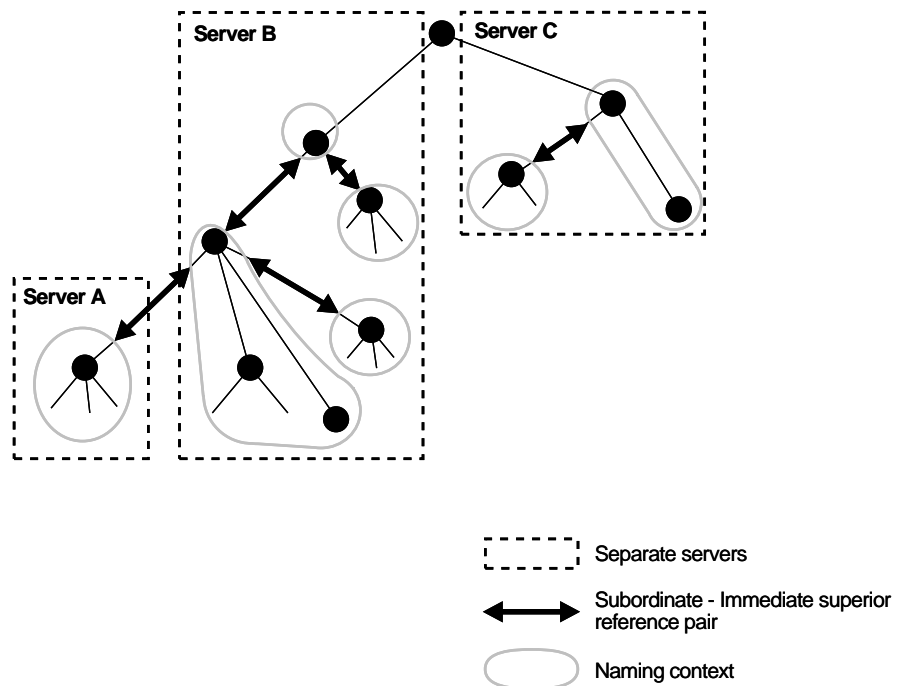 Server B
Server C
Server A
Separate servers
Subordinate - Immediate superior
reference pair
Naming context